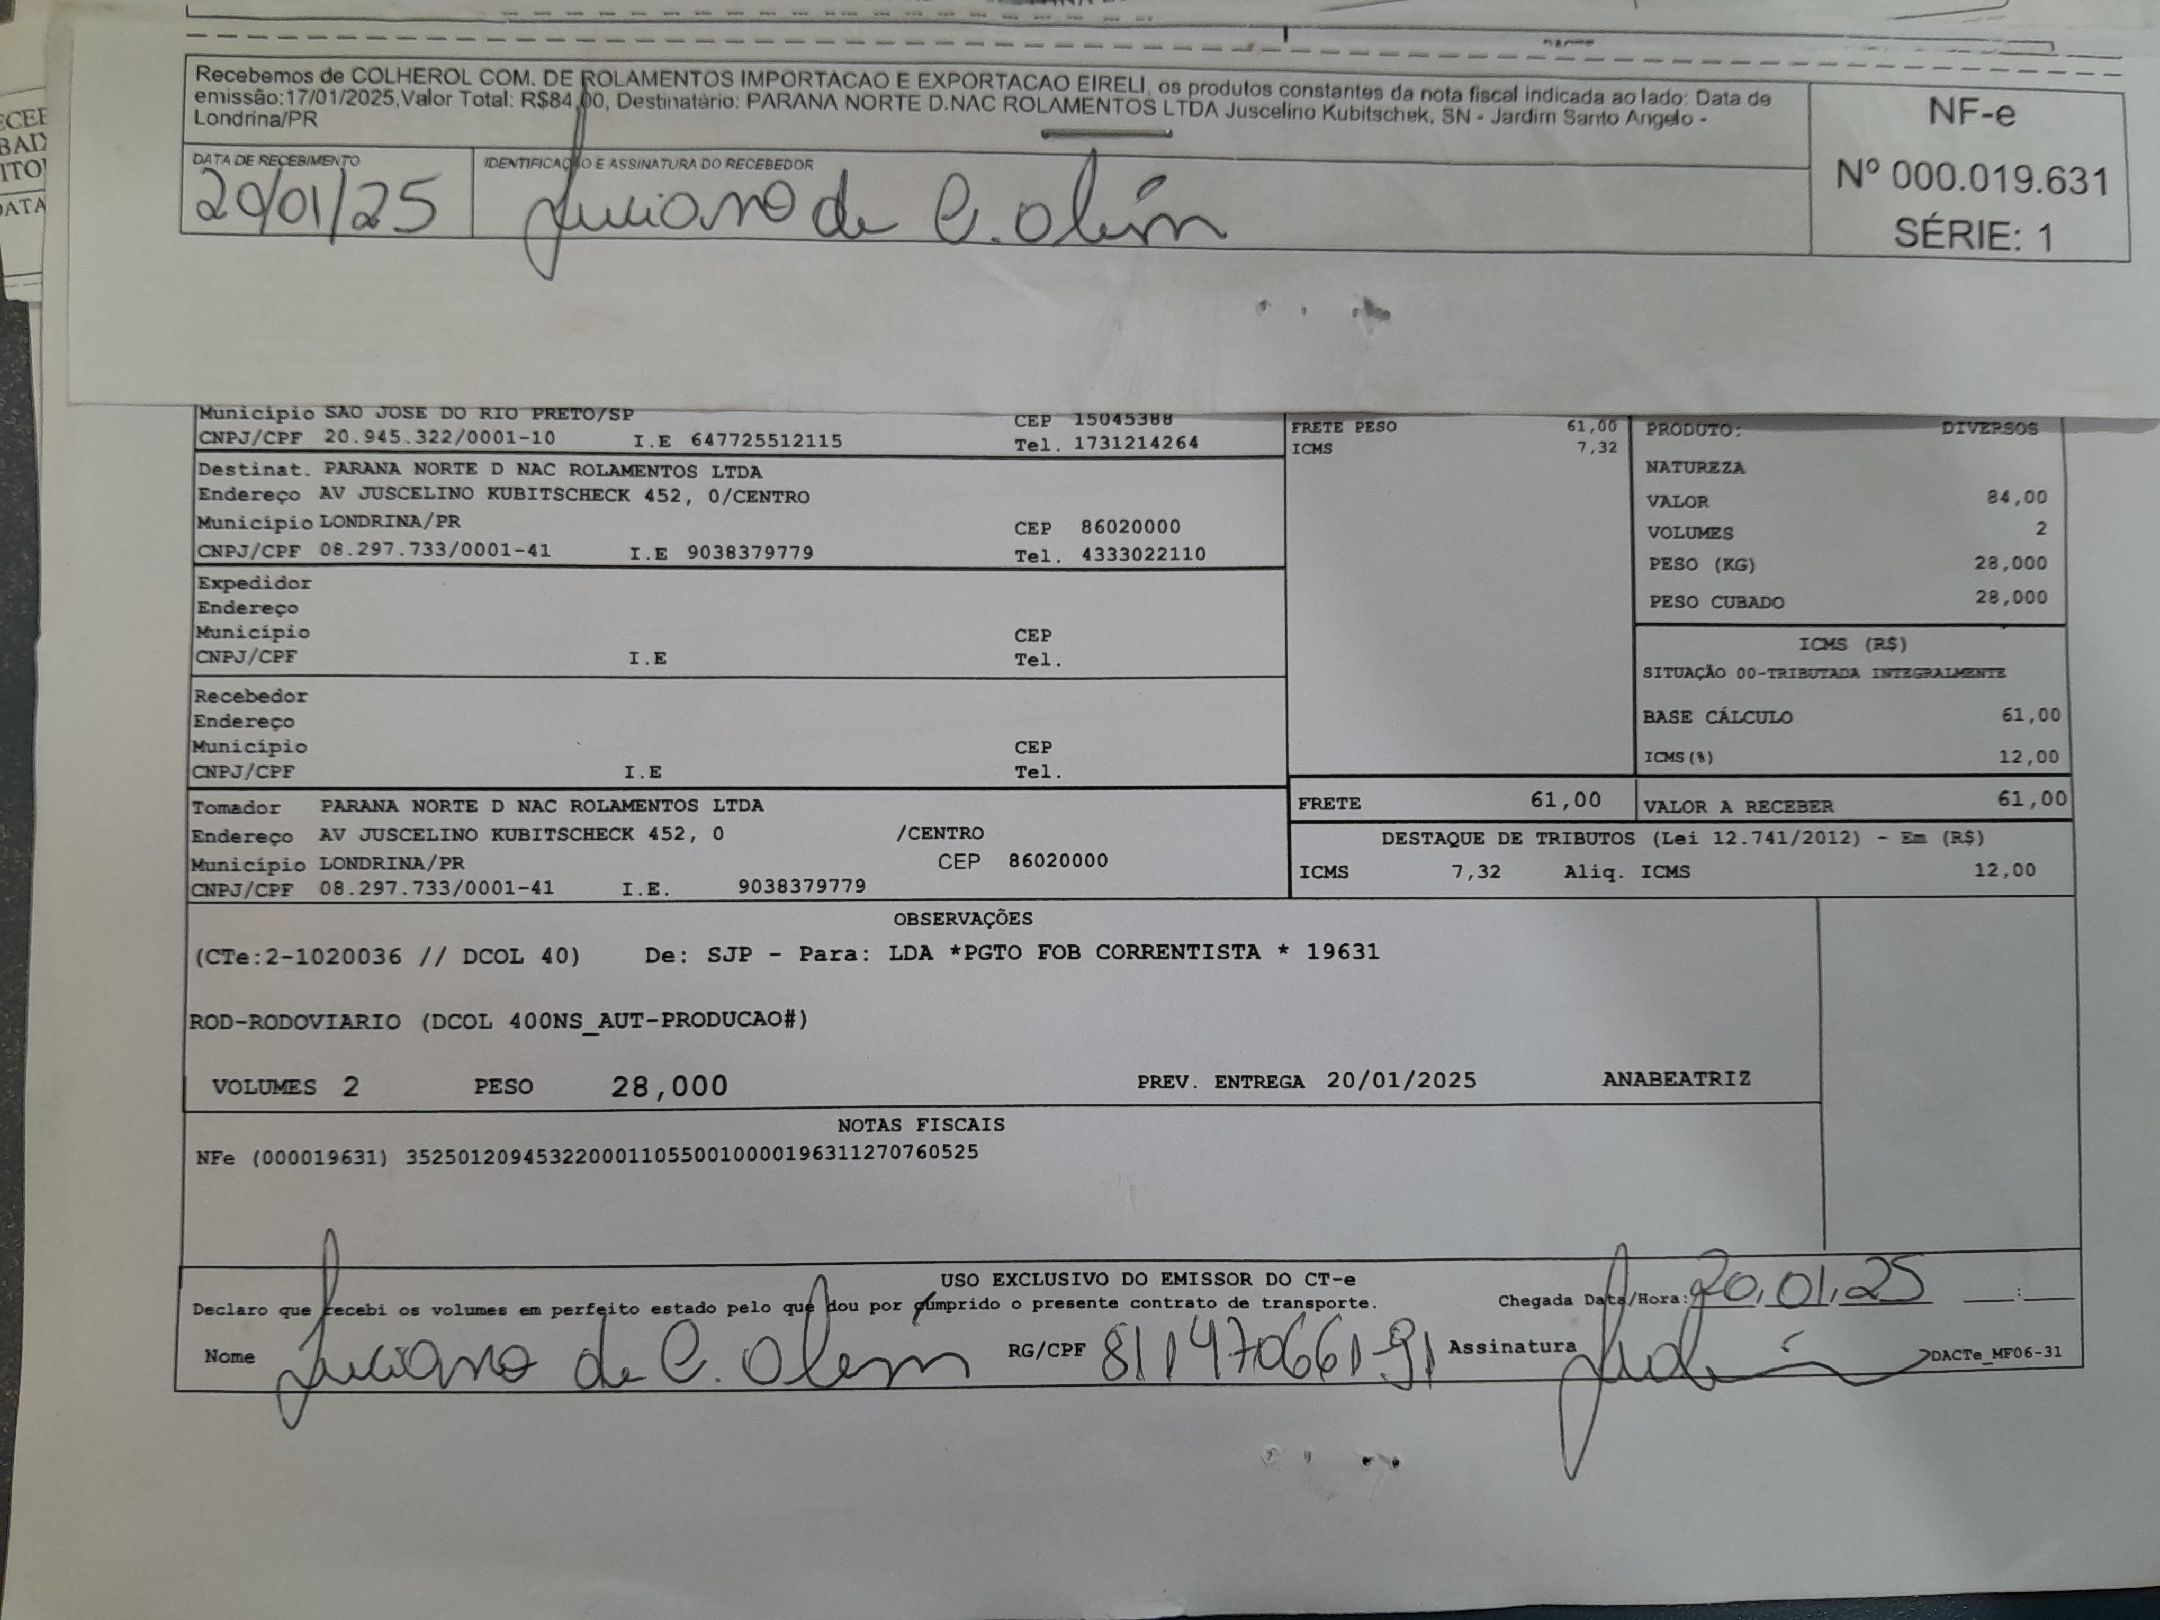 ECEB
BAIX
ITO
DATA
Recebemos de COLHEROL COM. DE ROLAMENTOS IMPORTACAO E EXPORTACAO EIRELI, os produtos constantes da nota fiscal indicada ao lado: Data de
emissão:17/01/2025,Valor Total: R$84,00, Destinatário: PARANA NORTE D.NAC ROLAMENTOS LTDA Juscelino Kubitschek, SN - Jardim Santo Angelo -
Londrina/PR
NF-e
Nº 000.019.631
SÉRIE: 1
DATA DE RECEBIMENTO
IDENTIFICAÇÃO E ASSINATURA DO RECEBEDOR
20/01/25 Luciano de C.
Município SAO JOSE DO RIO PRETO/SP CEP 15045388
CNPJ/CPF 20.945.322/0001-10 I.E 647725512115 Tel. 1731214264
FRETE PESO 61,00
ICMS 7,32
PRODUTO: DIVERSOS
NATUREZA
VALOR 84,00
VOLUMES 2
PESO (KG) 28,000
PESO CUBADO 28,000
Destinat. PARANA NORTE D NAC ROLAMENTOS LTDA
Endereço AV JUSCELINO KUBITSCHECK 452, 0/CENTRO
Município LONDRINA/PR CEP 86020000
CNPJ/CPF 08.297.733/0001-41 I.E 9038379779 Tel. 4333022110
Expedidor
Endereço
Município CEP
CNPJ/CPF I.E Tel.
ICMS (R$)
SITUAÇÃO 00-TRIBUTADA INTEGRALMENTE
BASE CÁLCULO 61,00
ICMS(%) 12,00
Recebedor
Endereço
Município CEP
CNPJ/CPF I.E Tel.
Tomador PARANA NORTE D NAC ROLAMENTOS LTDA
Endereço AV JUSCELINO KUBITSCHECK 452, 0 /CENTRO
Município LONDRINA/PR CEP 86020000
CNPJ/CPF 08.297.733/0001-41 I.E. 9038379779
FRETE 61,00 VALOR A RECEBER 61,00
DESTAQUE DE TRIBUTOS (Lei 12.741/2012) - Em (R$)
ICMS 7,32 Aliq. ICMS 12,00
OBSERVAÇÕES
(CTe:2-1020036 // DCOL 40) De: SJP - Para: LDA *PGTO FOB CORRENTISTA * 19631
ROD-RODOVIARIO (DCOL 400NS_AUT-PRODUCAO#)
VOLUMES 2 PESO 28,000 PREV. ENTREGA 20/01/2025 ANABEATRIZ
NOTAS FISCAIS
NFe (000019631) 35250120945322000110550010000196311270760525
USO EXCLUSIVO DO EMISSOR DO CT-e
Declaro que recebi os volumes em perfeito estado pelo que dou por cumprido o presente contrato de transporte.
Chegada Data/Hora: 20,01,25 __:__
Nome Luciano de C. RG/CPF 811470661-91 Assinatura
DACTe_MF06-31